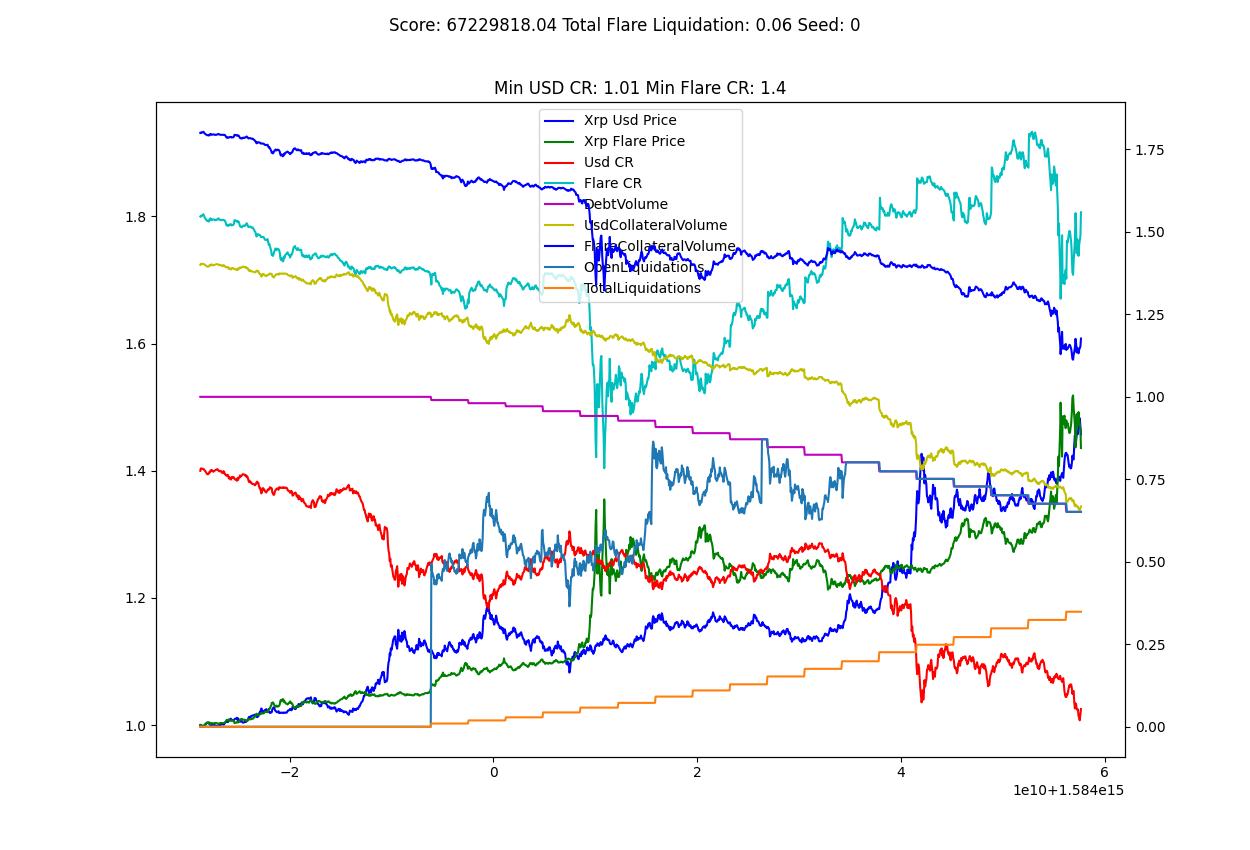 Score: 67229818.04 Total Flare Liquidation: 0.06 Seed: 0
Min USD CR: 1.01 Min Flare CR: 1.4
Xrp Usd Price
Xrp Flare Price
Usd CR
Flare CR
DebtVolume
UsdCollateralVolume
FlareCollateralVolume
OpenLiquidations
TotalLiquidations
1.8
1.6
1.4
1.2
1.0
1.75
1.50
1.25
1.00
0.75
0.50
0.25
0.00
−2 0 2 4 6
1e10+1.584e15